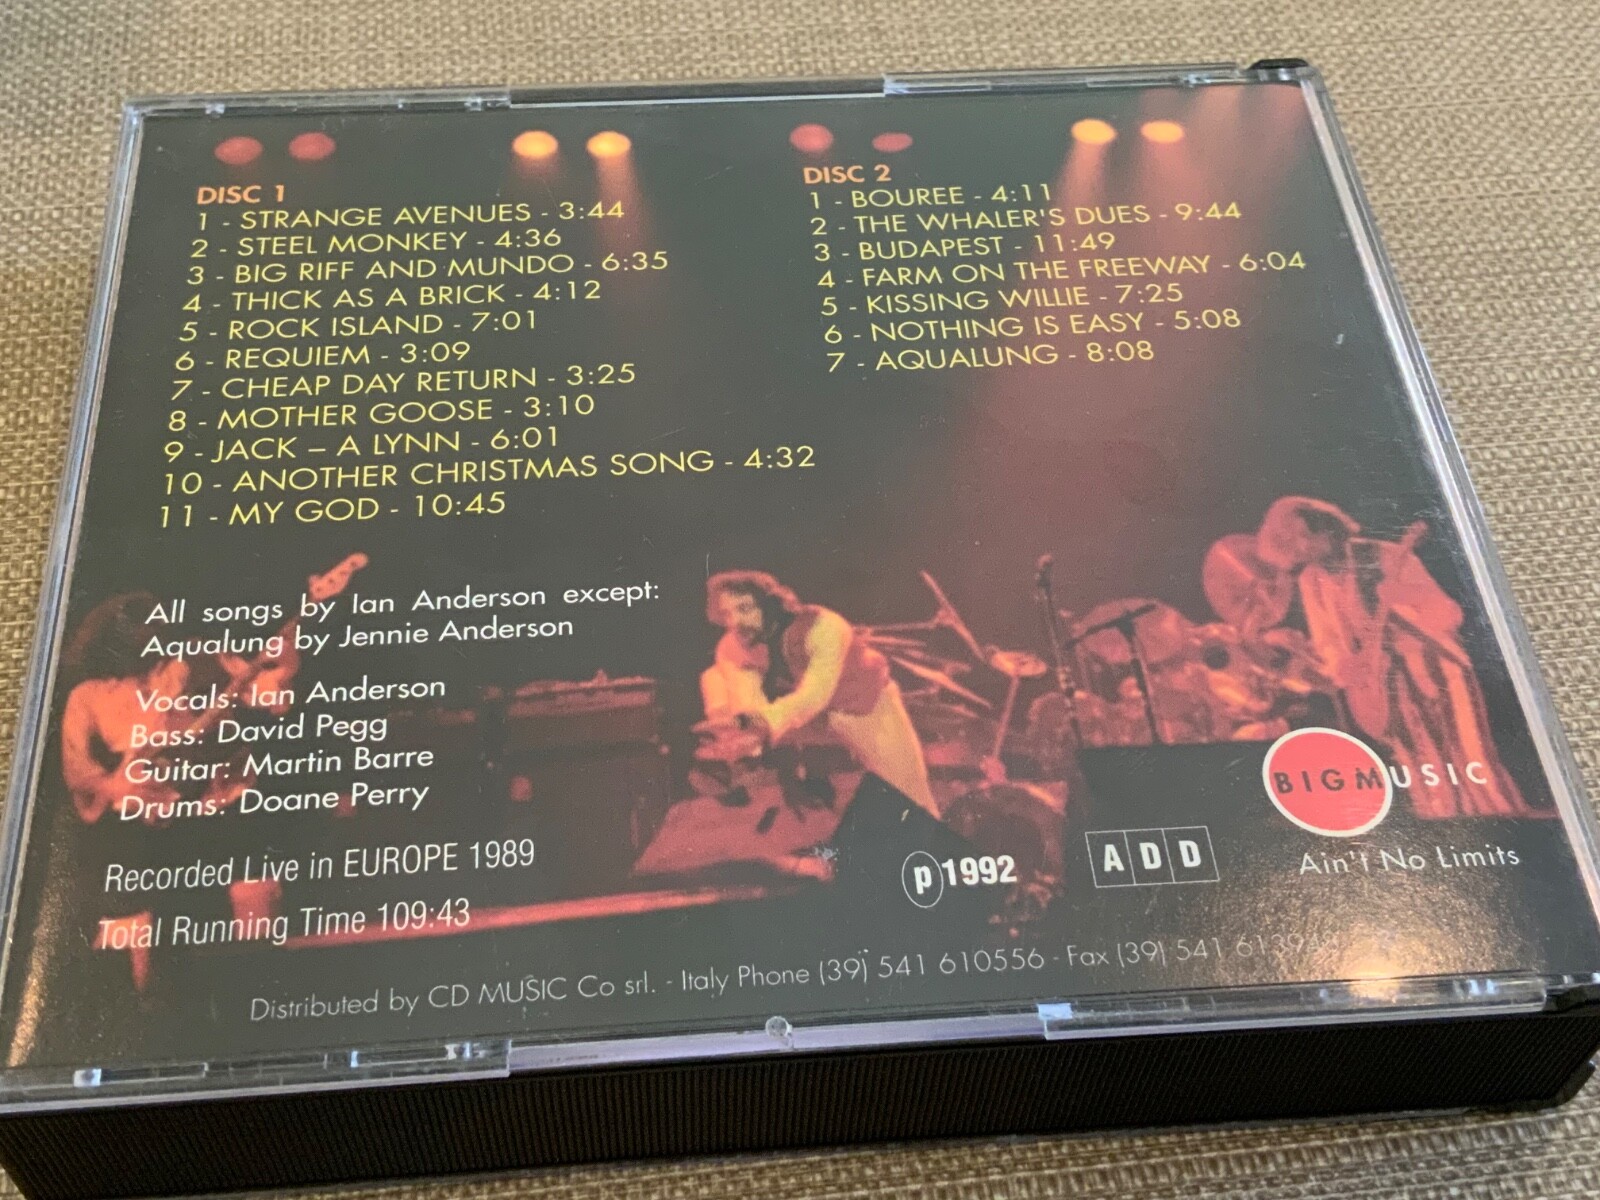 DISC 1
1 - STRANGE AVENUES - 3:44
2 - STEEL MONKEY - 4:36
3 - BIG RIFF AND MUNDO - 6:35
4 - THICK AS A BRICK - 4:12
5 - ROCK ISLAND - 7:01
6 - REQUIEM - 3:09
7 - CHEAP DAY RETURN - 3:25
8 - MOTHER GOOSE - 3:10
9 - JACK – A LYNN - 6:01
10 - ANOTHER CHRISTMAS SONG - 4:32
11 - MY GOD - 10:45
DISC 2
1 - BOUREE - 4:11
2 - THE WHALER'S DUES - 9:44
3 - BUDAPEST - 11:49
4 - FARM ON THE FREEWAY - 6:04
5 - KISSING WILLIE - 7:25
6 - NOTHING IS EASY - 5:08
7 - AQUALUNG - 8:08
All songs by Ian Anderson except:
Aqualung by Jennie Anderson
Vocals: Ian Anderson
Bass: David Pegg
Guitar: Martin Barre
Drums: Doane Perry
Recorded Live in EUROPE 1989
Total Running Time 109:43
℗ 1992
ADD
BIGMUSIC
Ain't No Limits
Distributed by CD MUSIC Co srl. - Italy Phone (39) 541 610556 - Fax (39) 541